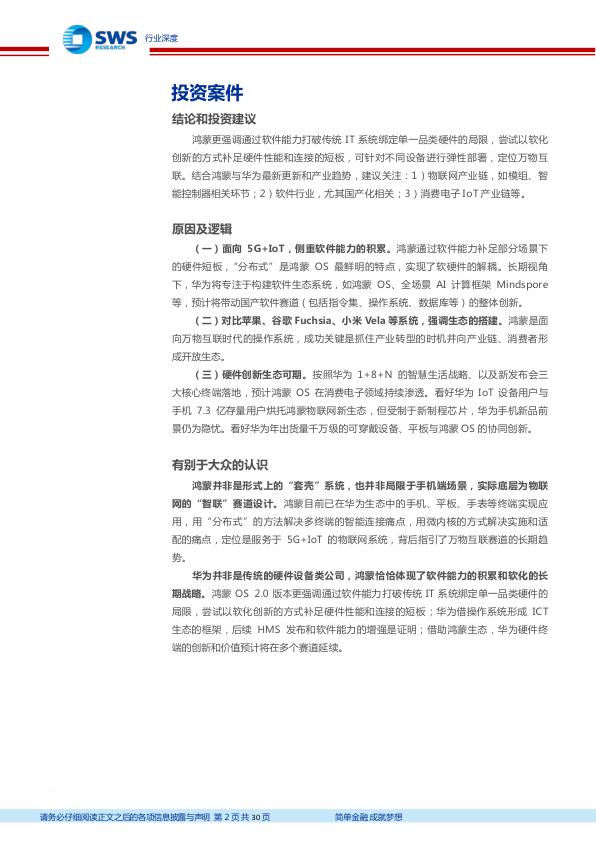 SWS
RESEARCH
行业深度
投资案件
结论和投资建议
鸿蒙更强调通过软件能力打破传统 IT 系统绑定单一品类硬件的局限，尝试以软化
创新的方式补足硬件性能和连接的短板，可针对不同设备进行弹性部署，定位万物互
联。结合鸿蒙与华为最新更新和产业趋势，建议关注：1）物联网产业链，如模组、智
能控制器相关环节；2）软件行业，尤其国产化相关；3）消费电子 IoT 产业链等。
原因及逻辑
（一）面向 5G+IoT，侧重软件能力的积累。鸿蒙通过软件能力补足部分场景下
的硬件短板，“分布式”是鸿蒙 OS 最鲜明的特点，实现了软硬件的解耦。长期视角
下，华为将专注于构建软件生态系统，如鸿蒙 OS、全场景 AI 计算框架 Mindspore
等，预计将带动国产软件赛道（包括指令集、操作系统、数据库等）的整体创新。
（二）对比苹果、谷歌 Fuchsia、小米 Vela 等系统，强调生态的搭建。鸿蒙是面
向万物互联时代的操作系统，成功关键是抓住产业转型的时机并向产业链、消费者形
成开放生态。
（三）硬件创新生态可期。按照华为 1+8+N 的智慧生活战略、以及新发布会三
大核心终端落地，预计鸿蒙 OS 在消费电子领域持续渗透。看好华为 IoT 设备用户与
手机 7.3 亿存量用户烘托鸿蒙物联网新生态，但受制于新制程芯片，华为手机新品前
景仍为隐忧。看好华为年出货量千万级的可穿戴设备、平板与鸿蒙 OS 的协同创新。
有别于大众的认识
鸿蒙并非是形式上的“套壳”系统，也并非局限于手机端场景，实际底层为物联
网的“智联”赛道设计。鸿蒙目前已在华为生态中的手机、平板、手表等终端实现应
用，用“分布式”的方法解决多终端的智能连接痛点，用微内核的方式解决实施和适
配的痛点，定位是服务于 5G+IoT 的物联网系统，背后指引了万物互联赛道的长期趋
势。
华为并非是传统的硬件设备类公司，鸿蒙恰恰体现了软件能力的积累和软化的长
期战略。鸿蒙 OS 2.0 版本更强调通过软件能力打破传统 IT 系统绑定单一品类硬件的
局限，尝试以软化创新的方式补足硬件性能和连接的短板；华为借操作系统形成 ICT
生态的框架，后续 HMS 发布和软件能力的增强是证明；借助鸿蒙生态，华为硬件终
端的创新和价值预计将在多个赛道延续。
请务必仔细阅读正文之后的各项信息披露与声明 第 2 页 共 30 页 简单金融 成就梦想